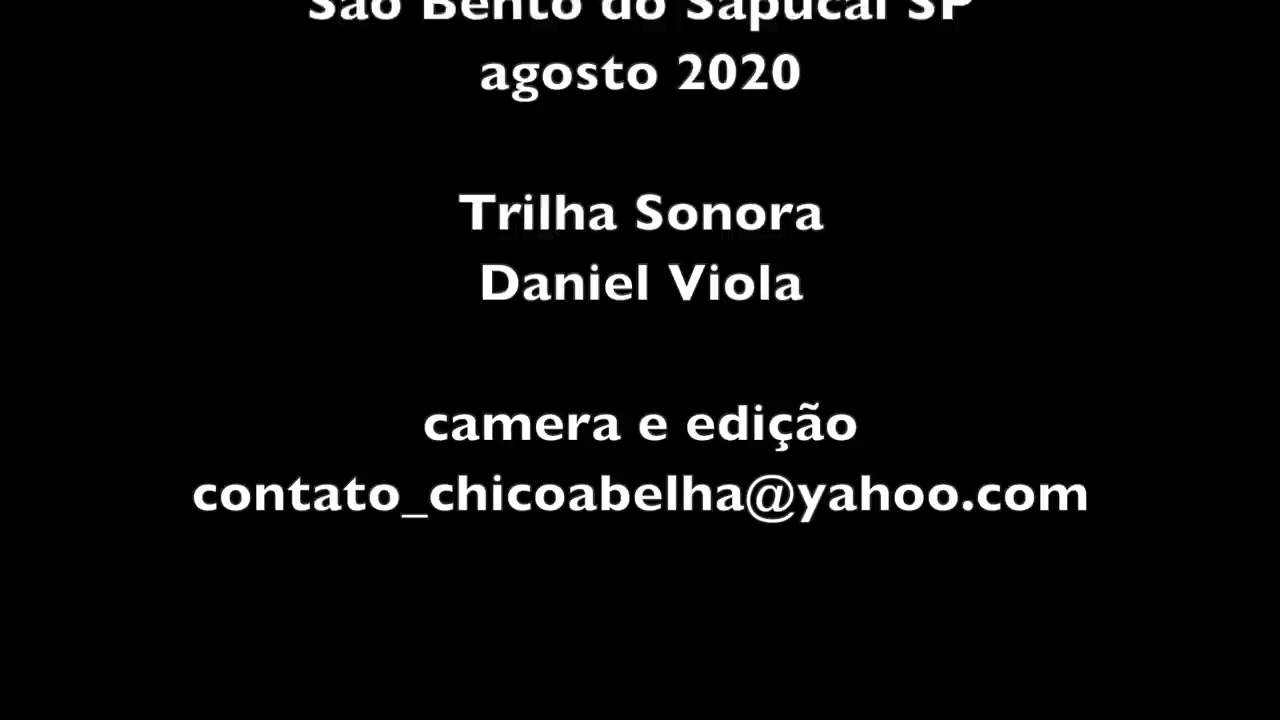 São Bento do Sapucaí SP
agosto 2020
Trilha Sonora
Daniel Viola
camera e edição
contato_chicoabelha@yahoo.com